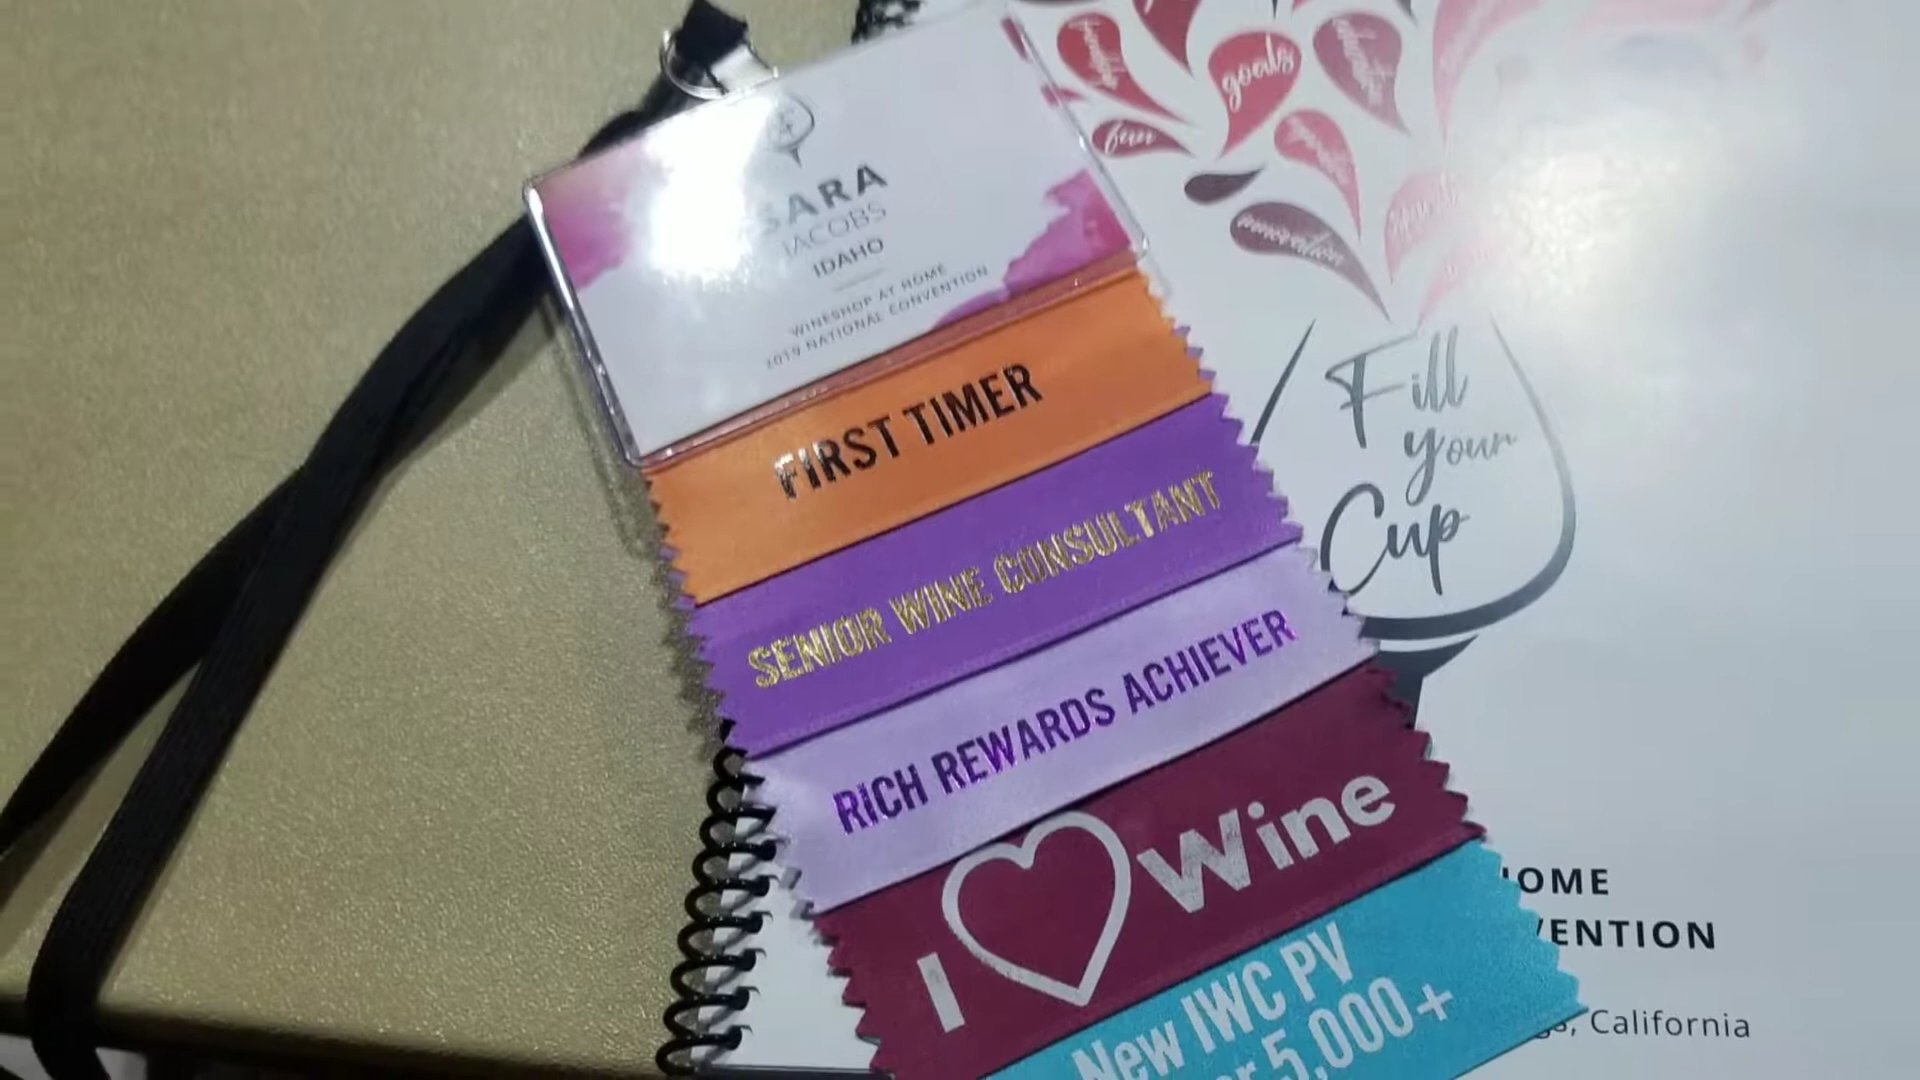 SARA
JACOBS
IDAHO
WINESHOP AT HOME
2019 NATIONAL CONVENTION
FIRST TIMER
SENIOR WINE CONSULTANT
RICH REWARDS ACHIEVER
I Wine
New IWC PV
5,000+
goals
fun
innovation
Fill
your
Cup
OME
VENTION
California